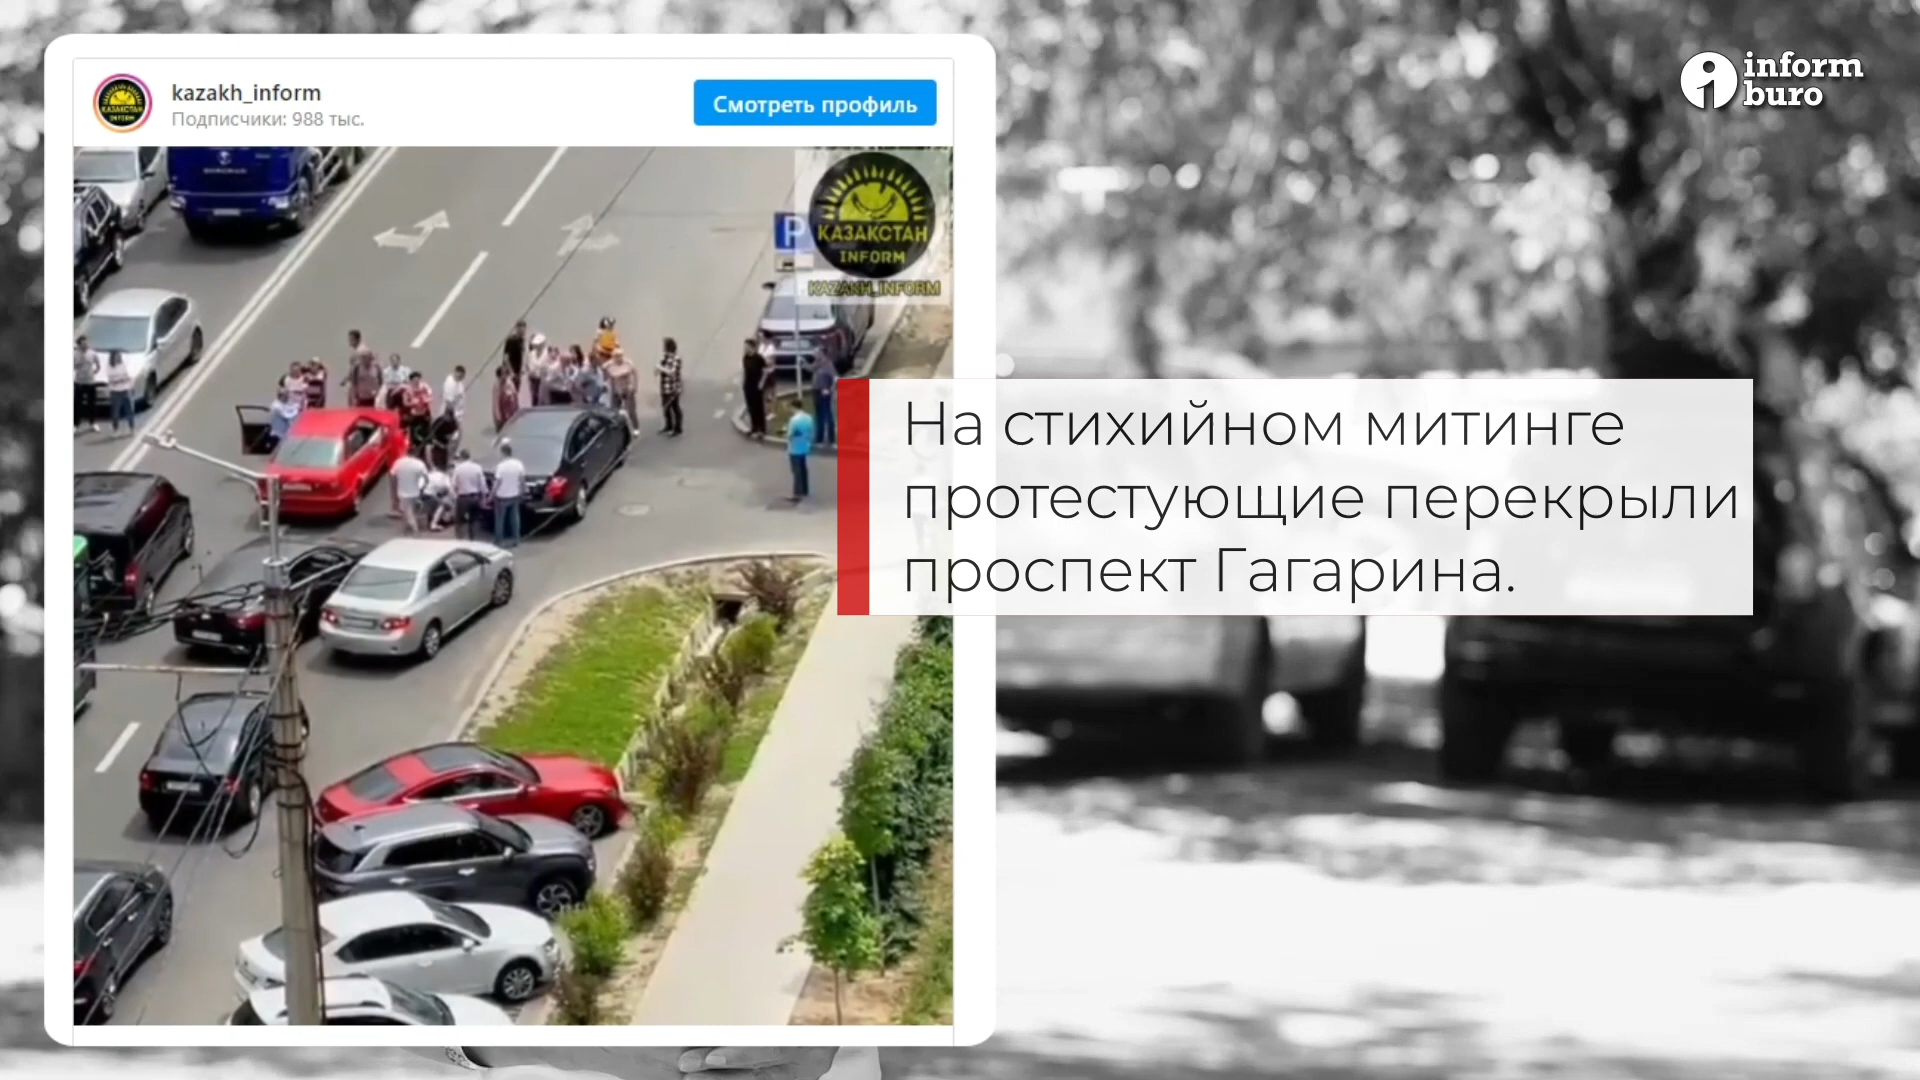 kazakh_inform
Подписчики: 988 тыс.
Смотреть профиль
inform
buro
P
КАЗАКСТАН
INFORM
KAZAKH_INFORM
На стихийном митинге
протестующие перекрыли
проспект Гагарина.